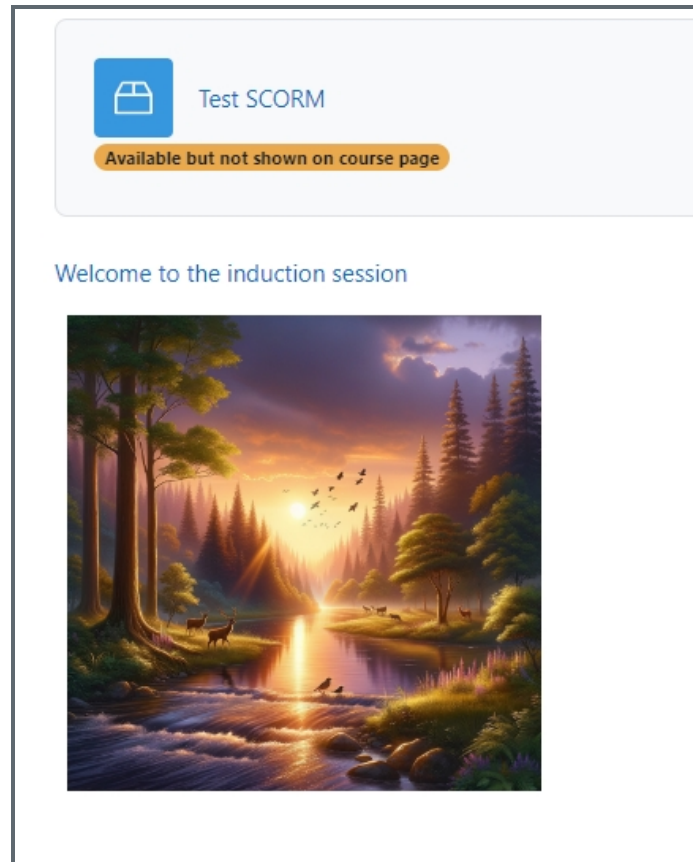 Test SCORM
Available but not shown on course page
Welcome to the induction session